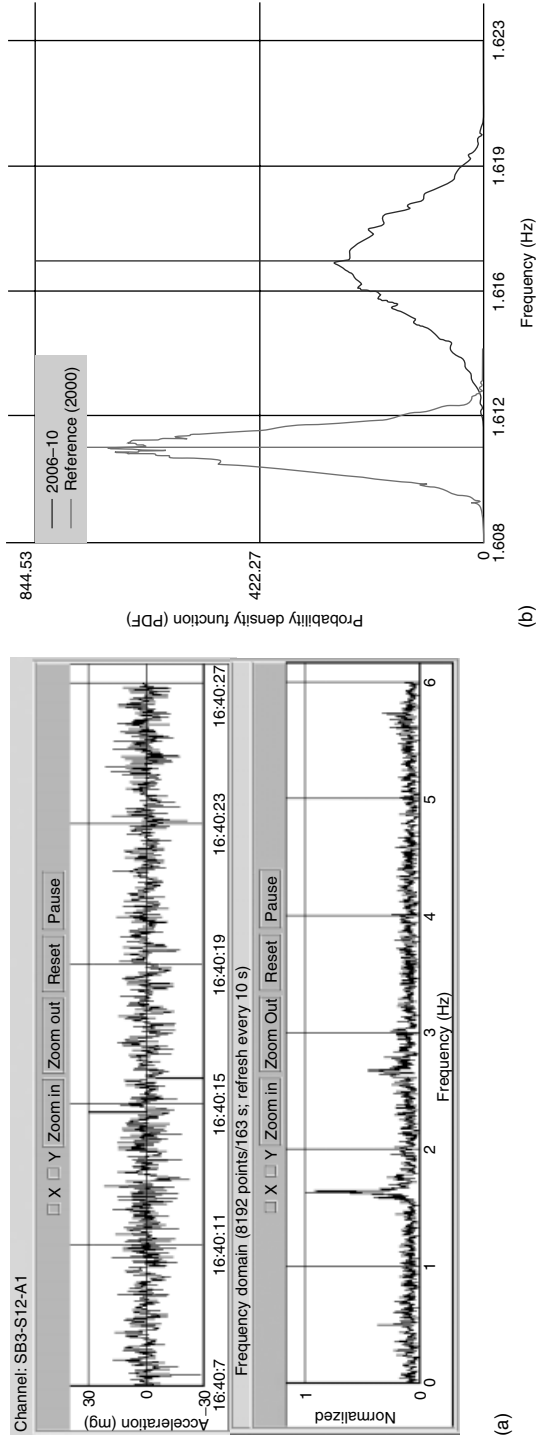 Channel: SB3-S12-A1
X Y Zoom in Zoom out Reset Pause
30
0
−30
Acceleration (mg)
16:40:7 16:40:11 16:40:15 16:40:19 16:40:23 16:40:27
Frequency domain (8192 points/163 s; refresh every 10 s)
X Y Zoom in Zoom Out Reset Pause
1
0
Normalized
0 1 2 3 4 5 6
Frequency (Hz)
(a)
844.53
422.27
0
Probability density function (PDF)
2006–10
Reference (2000)
1.608 1.612 1.616 1.619 1.623
Frequency (Hz)
(b)